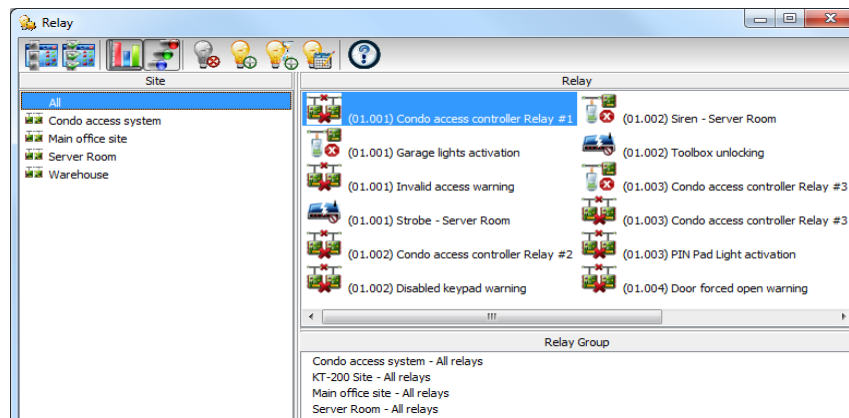 Relay
Site
All
Condo access system
Main office site
Server Room
Warehouse
Relay
(01.001) Condo access controller Relay #1
(01.002) Siren - Server Room
(01.001) Garage lights activation
(01.002) Toolbox unlocking
(01.001) Invalid access warning
(01.003) Condo access controller Relay #3
(01.001) Strobe - Server Room
(01.003) Condo access controller Relay #3
(01.002) Condo access controller Relay #2
(01.003) PIN Pad Light activation
(01.002) Disabled keypad warning
(01.004) Door forced open warning
Relay Group
Condo access system - All relays
KT-200 Site - All relays
Main office site - All relays
Server Room - All relays